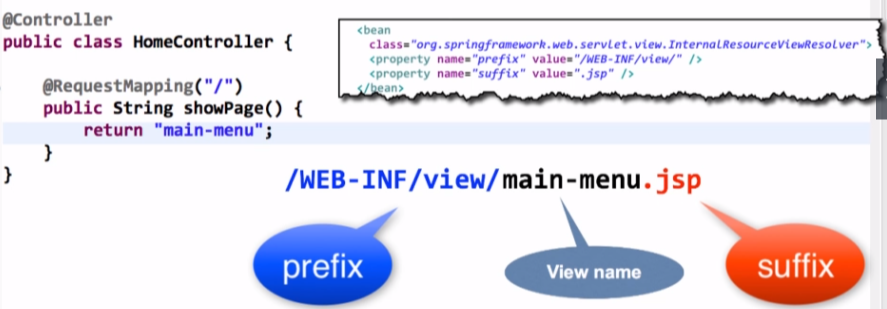 @Controller
public class HomeController {
@RequestMapping("/")
public String showPage() {
return "main-menu";
}
}
<bean
class="org.springframework.web.servlet.view.InternalResourceViewResolver">
<property name="prefix" value="/WEB-INF/view/" />
<property name="suffix" value=".jsp" />
</bean>
/WEB-INF/view/main-menu.jsp
prefix
View name
suffix